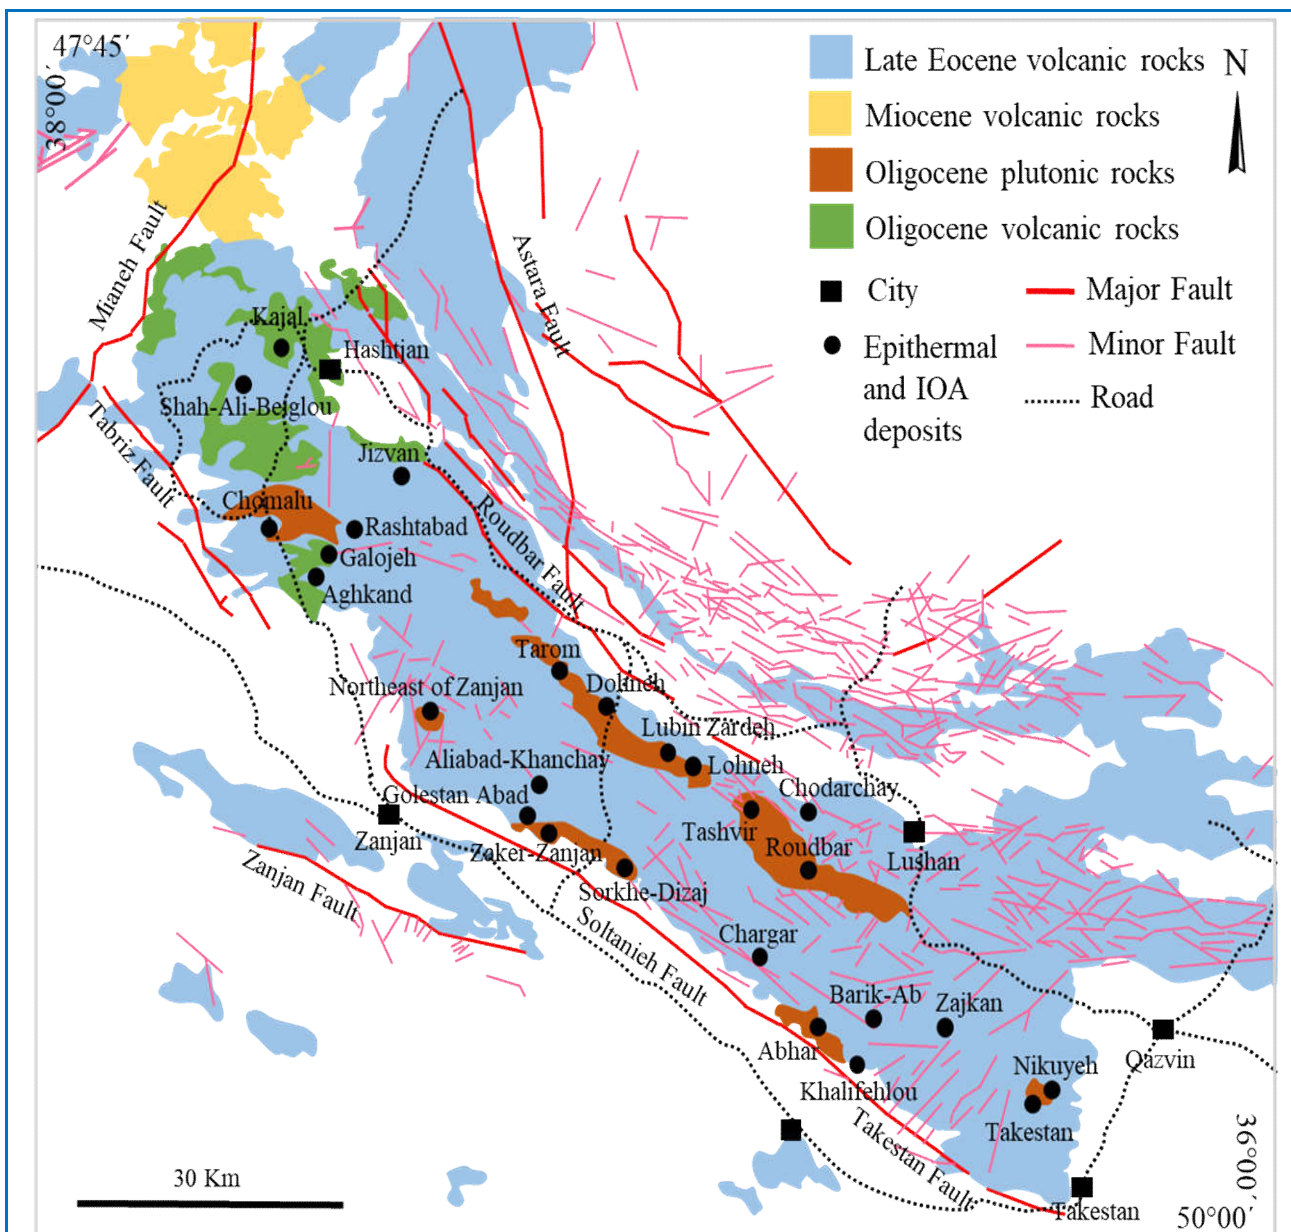 47°45′
38°00′
Late Eocene volcanic rocks
N
Miocene volcanic rocks
Oligocene plutonic rocks
Oligocene volcanic rocks
City
Major Fault
Epithermal
and IOA
deposits
Minor Fault
Road
Mianeh Fault
Astara Fault
Kajal
Hashtjan
Shah-Ali-Beiglou
Tabriz Fault
Jizvan
Chomalu
Rashtabad
Roudbar Fault
Galojeh
Aghkand
Tarom
Northeast of Zanjan
Dohneh
Lubin Zardeh
Aliabad-Khanchay
Lohneh
Golestan Abad
Chodarchay
Zanjan
Tashvir
Zaker-Zanjan
Roudbar
Lushan
Zanjan Fault
Sorkhe-Dizaj
Soltanieh Fault
Chargar
Barik-Ab
Zajkan
Abhar
Qazvin
Nikuyeh
Khalifehlou
Takestan
Takestan Fault
36°00′
30 Km
Takestan
50°00′